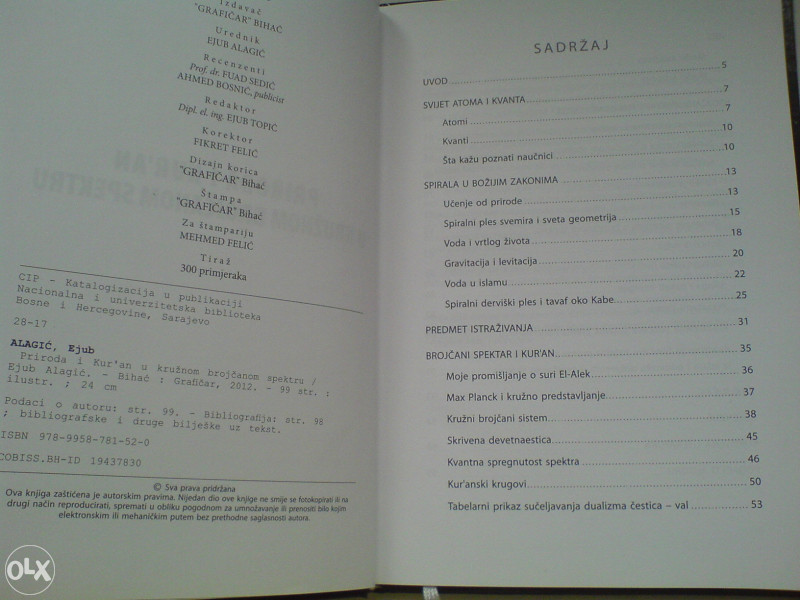 Izdavač
"GRAFIČAR" BIHAĆ
Urednik
EJUB ALAGIĆ
Recenzenti
Prof. dr. FUAD SEDIĆ
AHMED BOSNIĆ, publicist
Redaktor
Dipl. el. ing. EJUB TOPIĆ
Korektor
FIKRET FELIĆ
Dizajn korica
"GRAFIČAR" Bihać
Štampa
"GRAFIČAR" Bihać
Za štampariju
MEHMED FELIĆ
Tiraž
300 primjeraka
CIP - Katalogizacija u publikaciji
Nacionalna i univerzitetska biblioteka
Bosne i Hercegovine, Sarajevo
28-17
ALAGIĆ, Ejub
Priroda i Kur'an u kružnom brojčanom spektru /
Ejub Alagić. - Bihać : Grafičar, 2012. - 99 str. :
ilustr. ; 24 cm
Podaci o autoru: str. 99. - Bibliografija: str. 98
; bibliografske i druge bilješke uz tekst.
ISBN 978-9958-781-52-0
COBISS.BH-ID 19437830
© Sva prava pridržana
Ova knjiga zaštićena je autorskim pravima. Nijedan dio ove knjige ne smije se fotokopirati ili na
drugi način reproducirati, spremati u obliku pogodnom za umnožavanje ili prenositi bilo kojim
elektronskim ili mehaničkim putem bez prethodne saglasnosti autora.
SADRŽAJ
UVOD 5
SVIJET ATOMA I KVANTA 7
Atomi 7
Kvanti 10
Šta kažu poznati naučnici 10
SPIRALA U BOŽIJIM ZAKONIMA 13
Učenje od prirode 13
Spiralni ples svemira i sveta geometrija 15
Voda i vrtlog života 18
Gravitacija i levitacija 20
Voda u islamu 22
Spiralni derviški ples i tavaf oko Kabe 25
PREDMET ISTRAŽIVANJA 31
BROJČANI SPEKTAR I KUR'AN 35
Moje promišljanje o suri El-Alek 36
Max Planck i kružno predstavljanje 37
Kružni brojčani sistem 38
Skrivena devetnaestica 45
Kvantna spregnutost spektra 46
Kur'anski krugovi 50
Tabelarni prikaz sučeljavanja dualizma čestica – val 53
OLX